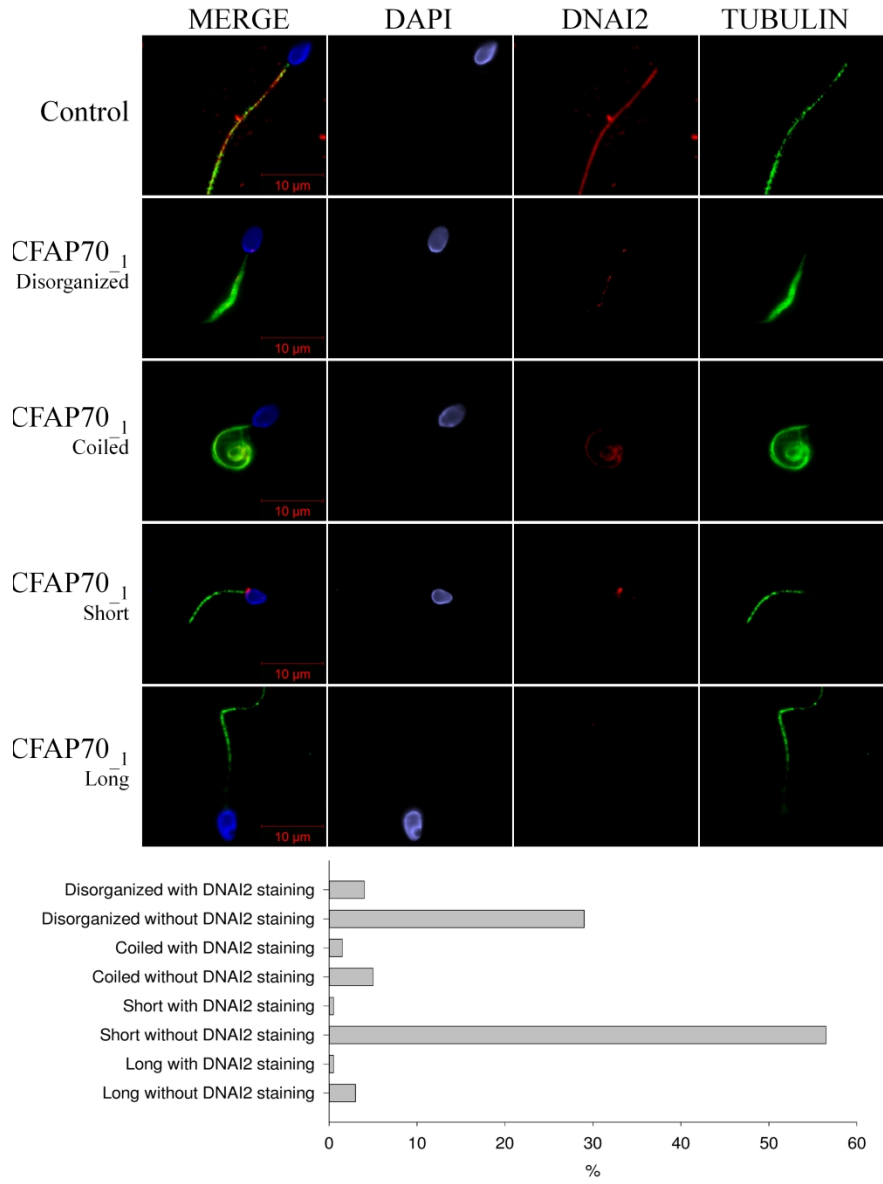 MERGE DAPI DNAI2 TUBULIN
Control
10 µm
CFAP70_1
Disorganized
10 µm
CFAP70_1
Coiled
10 µm
CFAP70_1
Short
10 µm
CFAP70_1
Long
10 µm
Disorganized with DNAI2 staining
Disorganized without DNAI2 staining
Coiled with DNAI2 staining
Coiled without DNAI2 staining
Short with DNAI2 staining
Short without DNAI2 staining
Long with DNAI2 staining
Long without DNAI2 staining
0 10 20 30 40 50 60
%